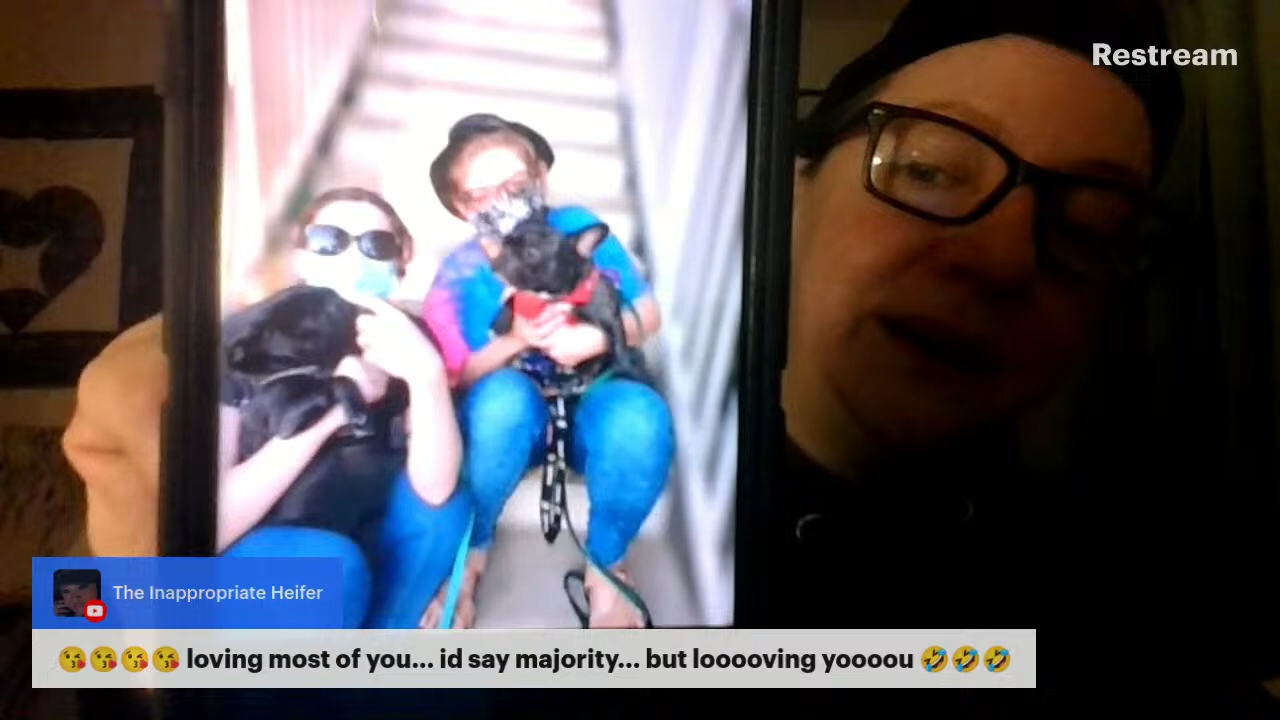 Restream
The Inappropriate Heifer
😘😘😘😘 loving most of you... id say majority... but looooving yoooou 🤣🤣🤣